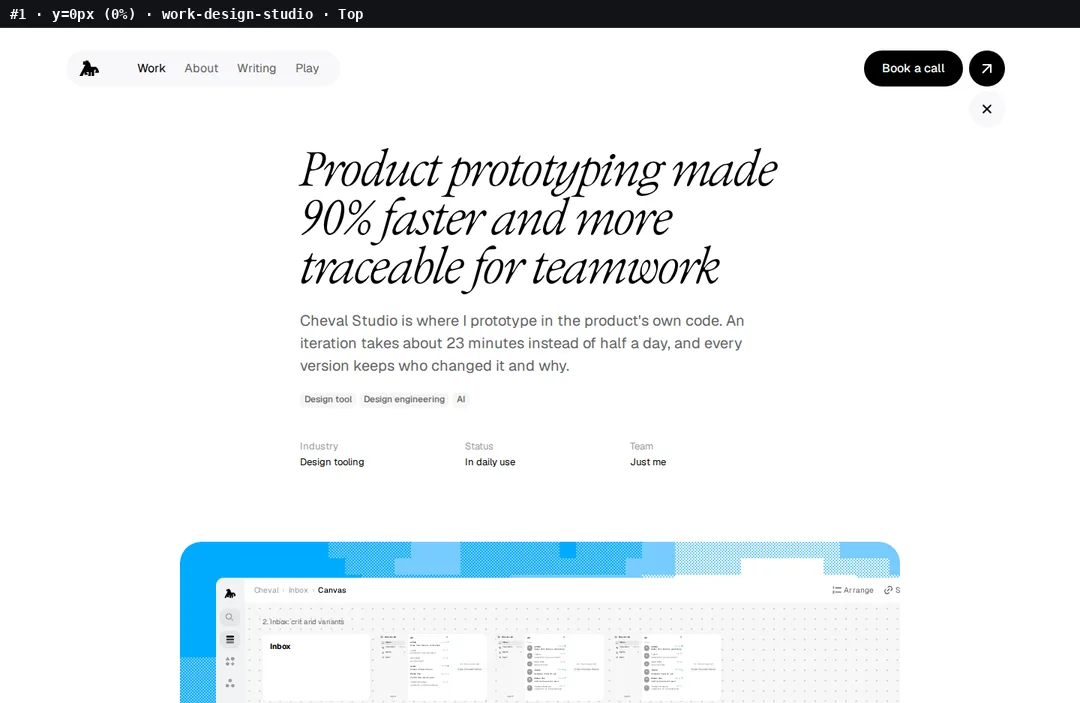 #1 · y=0px (0%) · work-design-studio · Top
Work About Writing Play
Book a call
Product prototyping made
90% faster and more
traceable for teamwork
Cheval Studio is where I prototype in the product's own code. An
iteration takes about 23 minutes instead of half a day, and every
version keeps who changed it and why.
Design tool Design engineering AI
Industry Status Team
Design tooling In daily use Just me
Cheval › Inbox › Canvas
Arrange S
2. Inbox: crit and variants
Inbox